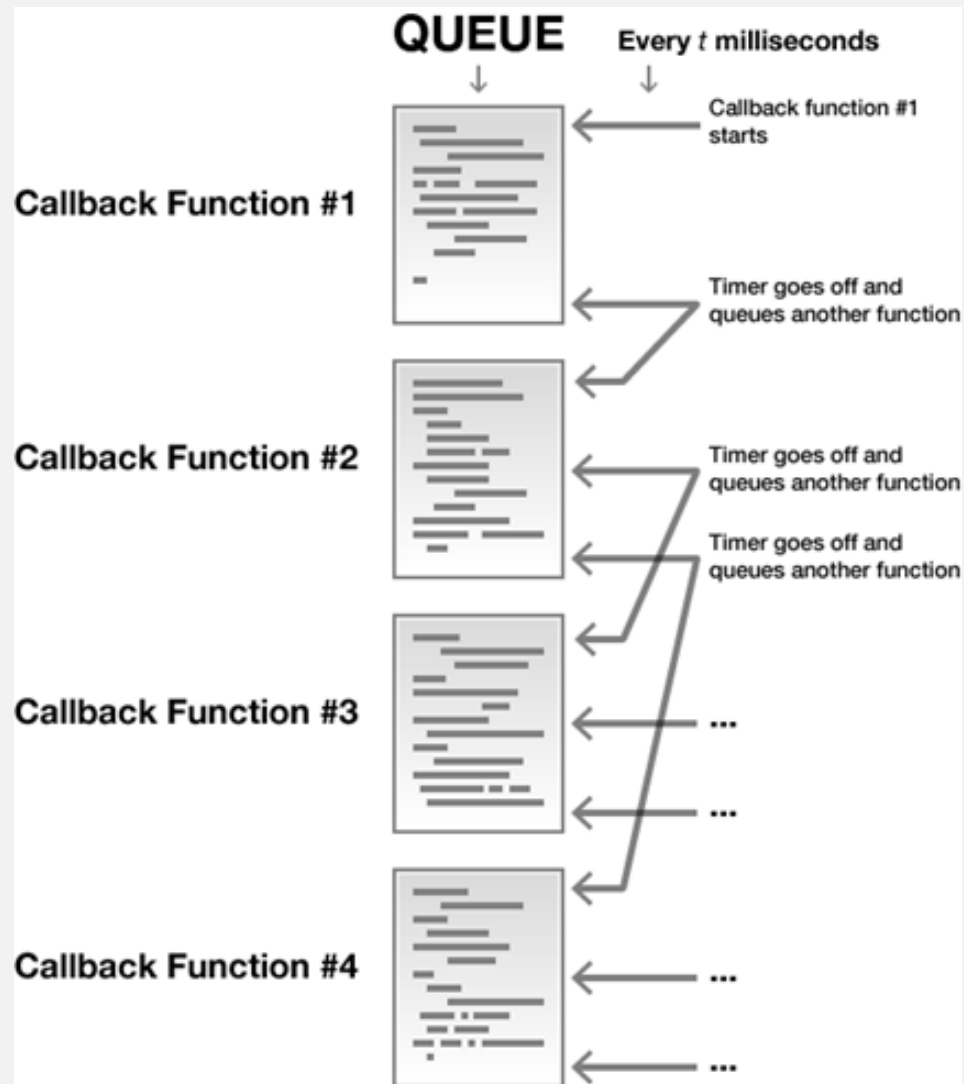 QUEUE
Every t milliseconds
Callback function #1
starts
Callback Function #1
Timer goes off and
queues another function
Callback Function #2
Timer goes off and
queues another function
Timer goes off and
queues another function
Callback Function #3
...
...
Callback Function #4
...
...